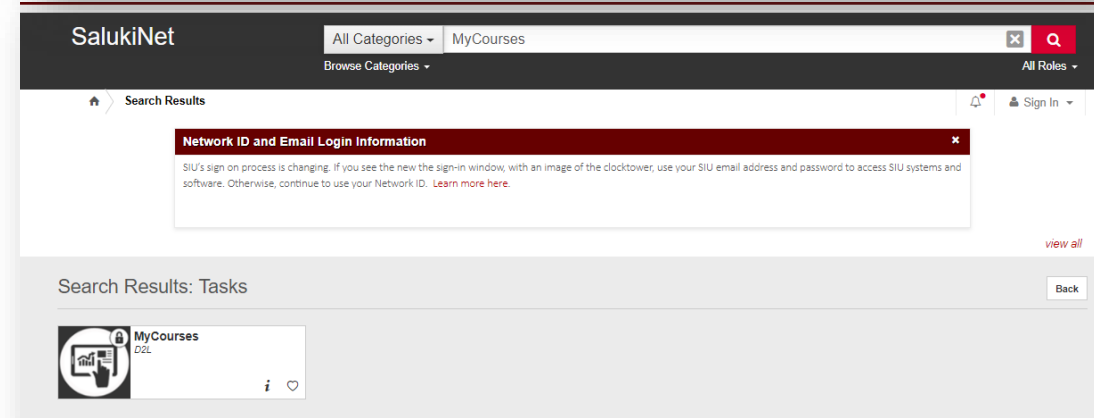 SalukiNet
All Categories
MyCourses
Browse Categories
All Roles
Search Results
Sign In
Network ID and Email Login Information
SIU's sign on process is changing. If you see the new the sign-in window, with an image of the clocktower, use your SIU email address and password to access SIU systems and
software. Otherwise, continue to use your Network ID. Learn more here.
view all
Search Results: Tasks
Back
MyCourses
D2L